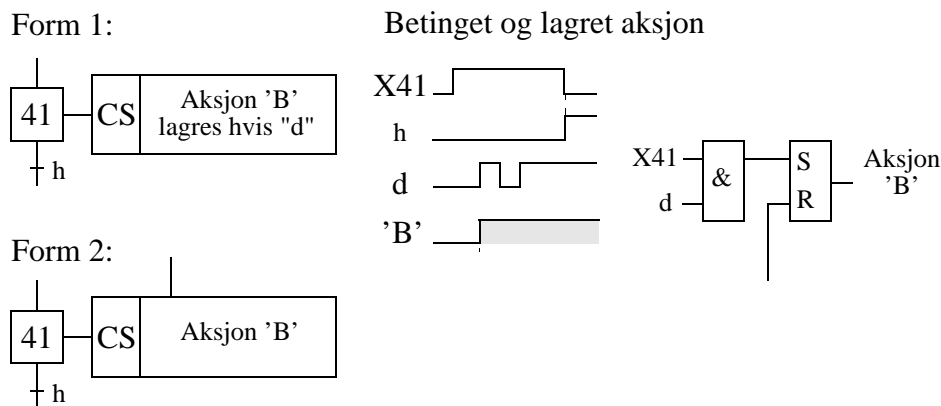 Form 1:
Betinget og lagret aksjon
41
CS
Aksjon ’B’
lagres hvis "d"
h
X41
h
d
’B’
X41
d
&
S
R
Aksjon
’B’
Form 2:
41
CS
Aksjon ’B’
h